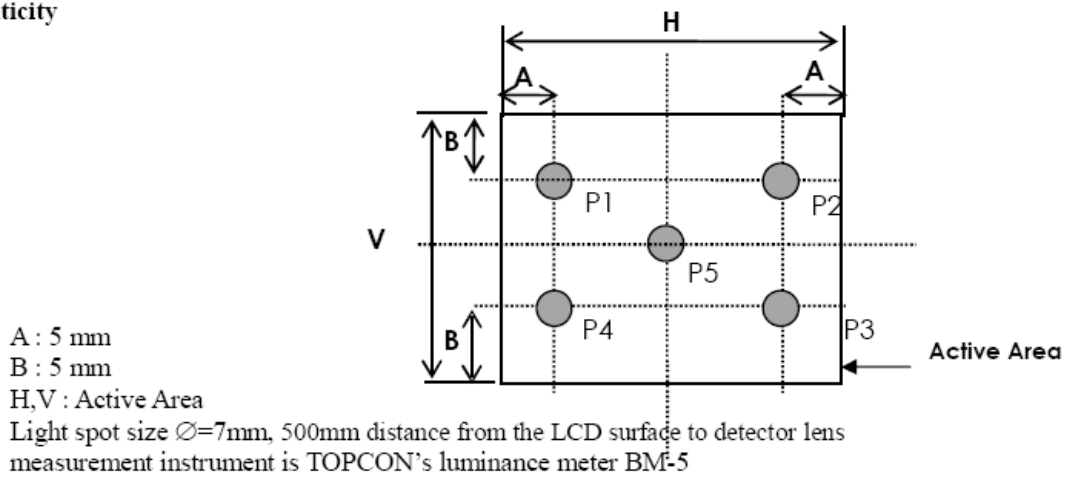 ticity
H
A
A
B
P1
P2
V
P5
B
P4
P3
Active Area
A : 5 mm
B : 5 mm
H,V : Active Area
Light spot size ∅=7mm, 500mm distance from the LCD surface to detector lens
measurement instrument is TOPCON's luminance meter BM-5